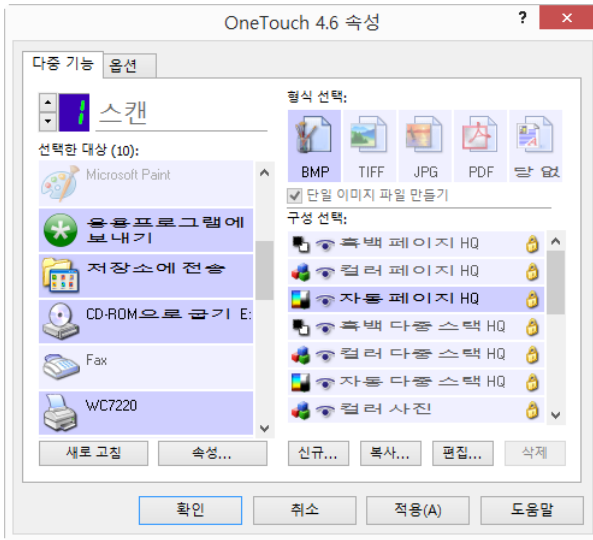 OneTouch 4.6 속성
다중 기능
옵션
1 스캔
선택한 대상 (10):
Microsoft Paint
응용프로그램에
보내기
저장소에 전송
CD-ROM으로 굽기 E:
Fax
WC7220
새로 고침
속성...
형식 선택:
BMP TIFF JPG PDF 땅 없
단일 이미지 파일 만들기
구성 선택:
흑백 페이지 HQ
컬러 페이지 HQ
자동 페이지 HQ
흑백 다중 스택 HQ
컬러 다중 스택 HQ
자동 다중 스택 HQ
컬러 사진
신규...
복사...
편집...
삭제
확인
취소
적용(A)
도움말